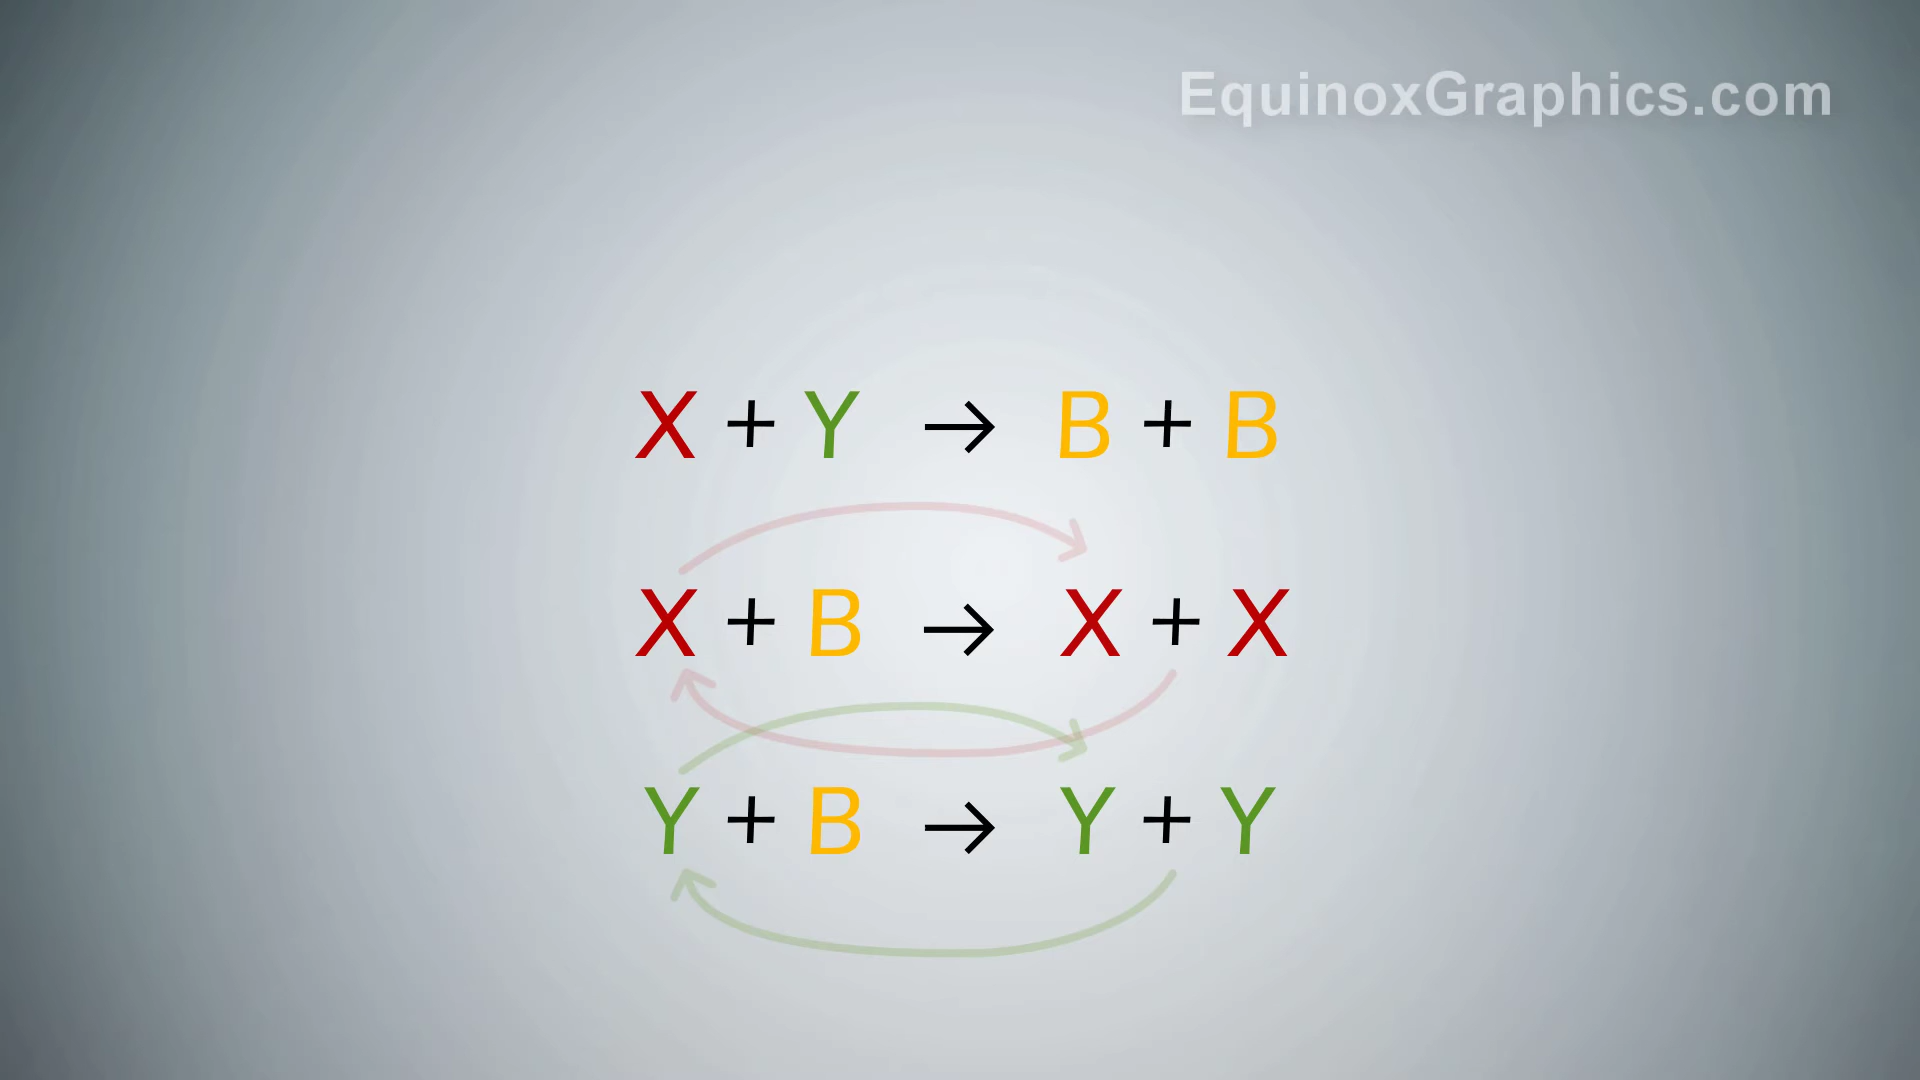 EquinoxGraphics.com
X + Y → B + B
X + B → X + X
Y + B → Y + Y